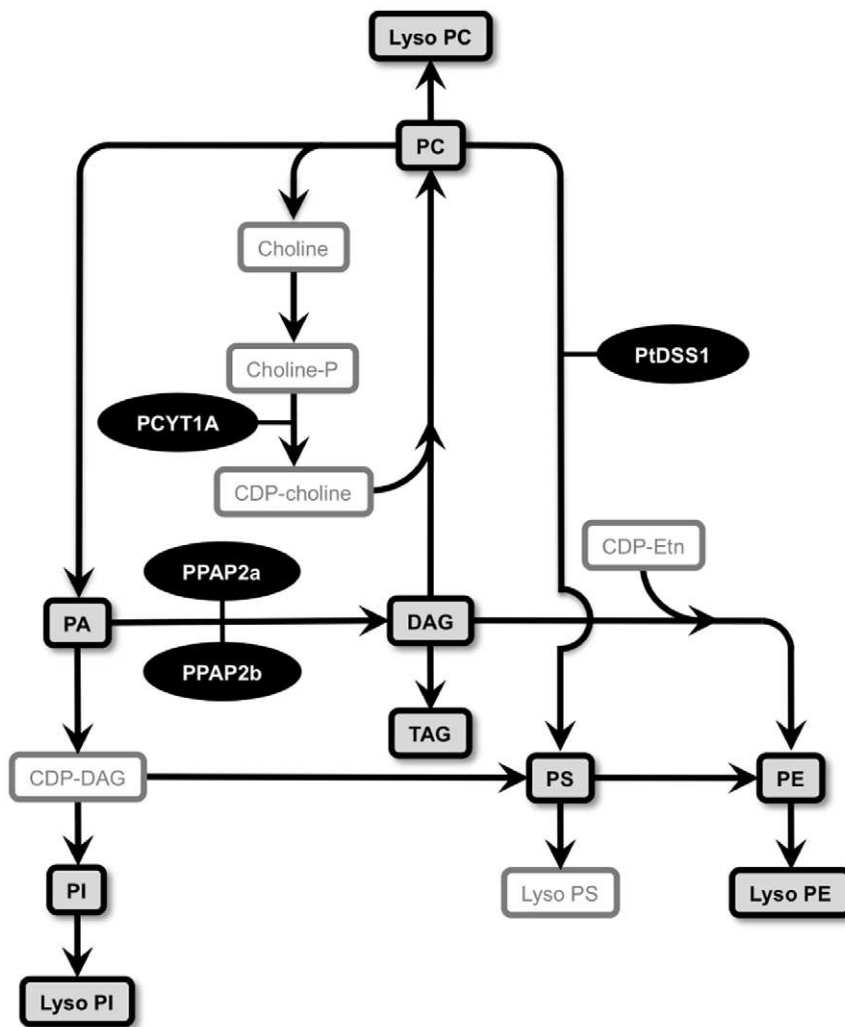 Lyso PC
PC
Choline
Choline-P
PtDSS1
PCYT1A
CDP-choline
CDP-Etn
PPAP2a
PA
DAG
PPAP2b
TAG
CDP-DAG
PS
PE
PI
Lyso PS
Lyso PE
Lyso PI